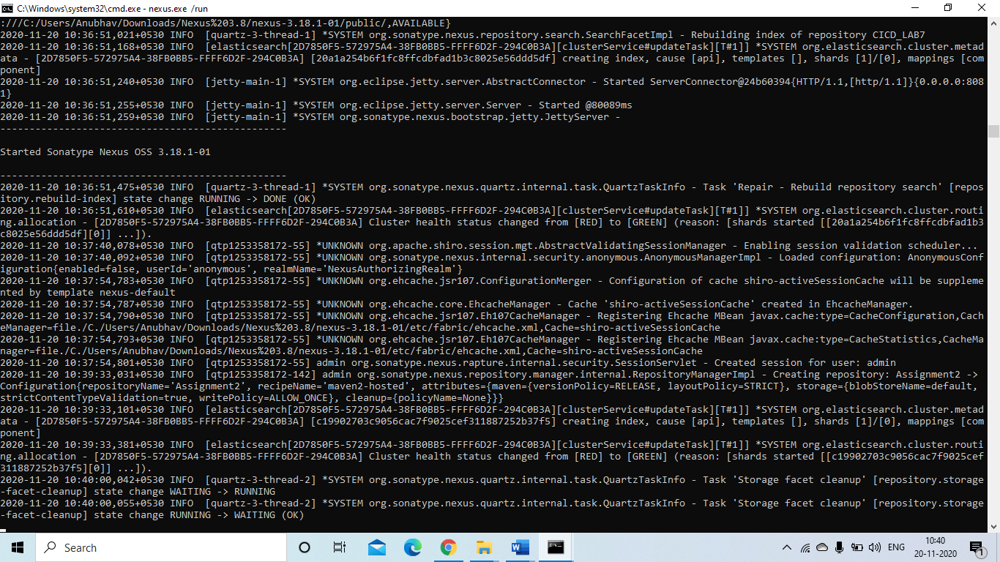 C:\Windows\system32\cmd.exe - nexus.exe /run
:///C:/Users/Anubhav/Downloads/Nexus%203.8/nexus-3.18.1-01/public/,AVAILABLE}
2020-11-20 10:36:51,021+0530 INFO  [quartz-3-thread-1] *SYSTEM org.sonatype.nexus.repository.search.SearchFacetImpl - Rebuilding index of repository CICD_LAB7
2020-11-20 10:36:51,168+0530 INFO  [elasticsearch[2D7850F5-572975A4-38FB0BB5-FFFF6D2F-294C0B3A][clusterService#updateTask][T#1]] *SYSTEM org.elasticsearch.cluster.metad
ata - [2D7850F5-572975A4-38FB0BB5-FFFF6D2F-294C0B3A] [20a1a254b6f1fc8ffcdbfad1b3c8025e56ddd5df] creating index, cause [api], templates [], shards [1]/[0], mappings [com
ponent]
2020-11-20 10:36:51,240+0530 INFO  [jetty-main-1] *SYSTEM org.eclipse.jetty.server.AbstractConnector - Started ServerConnector@24b60394{HTTP/1.1,[http/1.1]}{0.0.0.0:808
1}
2020-11-20 10:36:51,255+0530 INFO  [jetty-main-1] *SYSTEM org.eclipse.jetty.server.Server - Started @80089ms
2020-11-20 10:36:51,259+0530 INFO  [jetty-main-1] *SYSTEM org.sonatype.nexus.bootstrap.jetty.JettyServer -
-------------------------------------------------
Started Sonatype Nexus OSS 3.18.1-01
-------------------------------------------------
2020-11-20 10:36:51,475+0530 INFO  [quartz-3-thread-1] *SYSTEM org.sonatype.nexus.quartz.internal.task.QuartzTaskInfo - Task 'Repair - Rebuild repository search' [repos
itory.rebuild-index] state change RUNNING -> DONE (OK)
2020-11-20 10:36:51,610+0530 INFO  [elasticsearch[2D7850F5-572975A4-38FB0BB5-FFFF6D2F-294C0B3A][clusterService#updateTask][T#1]] *SYSTEM org.elasticsearch.cluster.routi
ng.allocation - [2D7850F5-572975A4-38FB0BB5-FFFF6D2F-294C0B3A] Cluster health status changed from [RED] to [GREEN] (reason: [shards started [[20a1a254b6f1fc8ffcdbfad1b3
c8025e56ddd5df][0]] ...]).
2020-11-20 10:37:40,078+0530 INFO  [qtp1253358172-55] *UNKNOWN org.apache.shiro.session.mgt.AbstractValidatingSessionManager - Enabling session validation scheduler...
2020-11-20 10:37:40,092+0530 INFO  [qtp1253358172-55] *UNKNOWN org.sonatype.nexus.internal.security.anonymous.AnonymousManagerImpl - Loaded configuration: AnonymousConf
iguration{enabled=false, userId='anonymous', realmName='NexusAuthorizingRealm'}
2020-11-20 10:37:54,783+0530 INFO  [qtp1253358172-55] *UNKNOWN org.ehcache.jsr107.ConfigurationMerger - Configuration of cache shiro-activeSessionCache will be suppleme
nted by template nexus-default
2020-11-20 10:37:54,787+0530 INFO  [qtp1253358172-55] *UNKNOWN org.ehcache.core.EhcacheManager - Cache 'shiro-activeSessionCache' created in EhcacheManager.
2020-11-20 10:37:54,790+0530 INFO  [qtp1253358172-55] *UNKNOWN org.ehcache.jsr107.Eh107CacheManager - Registering Ehcache MBean javax.cache:type=CacheConfiguration,Cach
eManager=file./C./Users/Anubhav/Downloads/Nexus%203.8/nexus-3.18.1-01/etc/fabric/ehcache.xml,Cache=shiro-activeSessionCache
2020-11-20 10:37:54,793+0530 INFO  [qtp1253358172-55] *UNKNOWN org.ehcache.jsr107.Eh107CacheManager - Registering Ehcache MBean javax.cache:type=CacheStatistics,CacheMa
nager=file./C./Users/Anubhav/Downloads/Nexus%203.8/nexus-3.18.1-01/etc/fabric/ehcache.xml,Cache=shiro-activeSessionCache
2020-11-20 10:37:54,801+0530 INFO  [qtp1253358172-55] admin org.sonatype.nexus.rapture.internal.security.SessionServlet - Created session for user: admin
2020-11-20 10:39:33,031+0530 INFO  [qtp1253358172-142] admin org.sonatype.nexus.repository.manager.internal.RepositoryManagerImpl - Creating repository: Assignment2 ->
Configuration{repositoryName='Assignment2', recipeName='maven2-hosted', attributes={maven={versionPolicy=RELEASE, layoutPolicy=STRICT}, storage={blobStoreName=default,
strictContentTypeValidation=true, writePolicy=ALLOW_ONCE}, cleanup={policyName=None}}}
2020-11-20 10:39:33,101+0530 INFO  [elasticsearch[2D7850F5-572975A4-38FB0BB5-FFFF6D2F-294C0B3A][clusterService#updateTask][T#1]] *SYSTEM org.elasticsearch.cluster.metad
ata - [2D7850F5-572975A4-38FB0BB5-FFFF6D2F-294C0B3A] [c19902703c9056cac7f9025cef311887252b37f5] creating index, cause [api], templates [], shards [1]/[0], mappings [com
ponent]
2020-11-20 10:39:33,381+0530 INFO  [elasticsearch[2D7850F5-572975A4-38FB0BB5-FFFF6D2F-294C0B3A][clusterService#updateTask][T#1]] *SYSTEM org.elasticsearch.cluster.routi
ng.allocation - [2D7850F5-572975A4-38FB0BB5-FFFF6D2F-294C0B3A] Cluster health status changed from [RED] to [GREEN] (reason: [shards started [[c19902703c9056cac7f9025cef
311887252b37f5][0]] ...]).
2020-11-20 10:40:00,042+0530 INFO  [quartz-3-thread-2] *SYSTEM org.sonatype.nexus.quartz.internal.task.QuartzTaskInfo - Task 'Storage facet cleanup' [repository.storage
-facet-cleanup] state change WAITING -> RUNNING
2020-11-20 10:40:00,055+0530 INFO  [quartz-3-thread-2] *SYSTEM org.sonatype.nexus.quartz.internal.task.QuartzTaskInfo - Task 'Storage facet cleanup' [repository.storage
-facet-cleanup] state change RUNNING -> WAITING (OK)
Search
ENG
10:40
20-11-2020
1